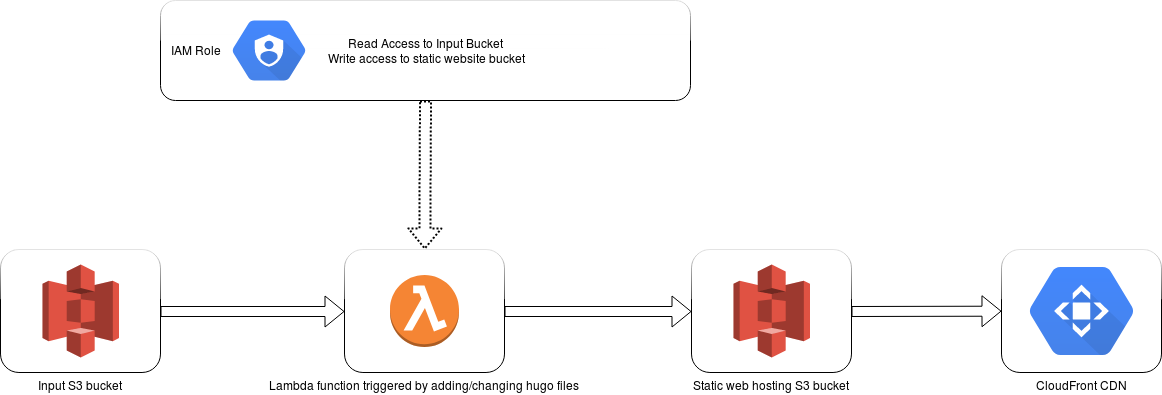 IAM Role
Read Access to Input Bucket
Write access to static website bucket
Input S3 bucket
Lambda function triggered by adding/changing hugo files
Static web hosting S3 bucket
CloudFront CDN